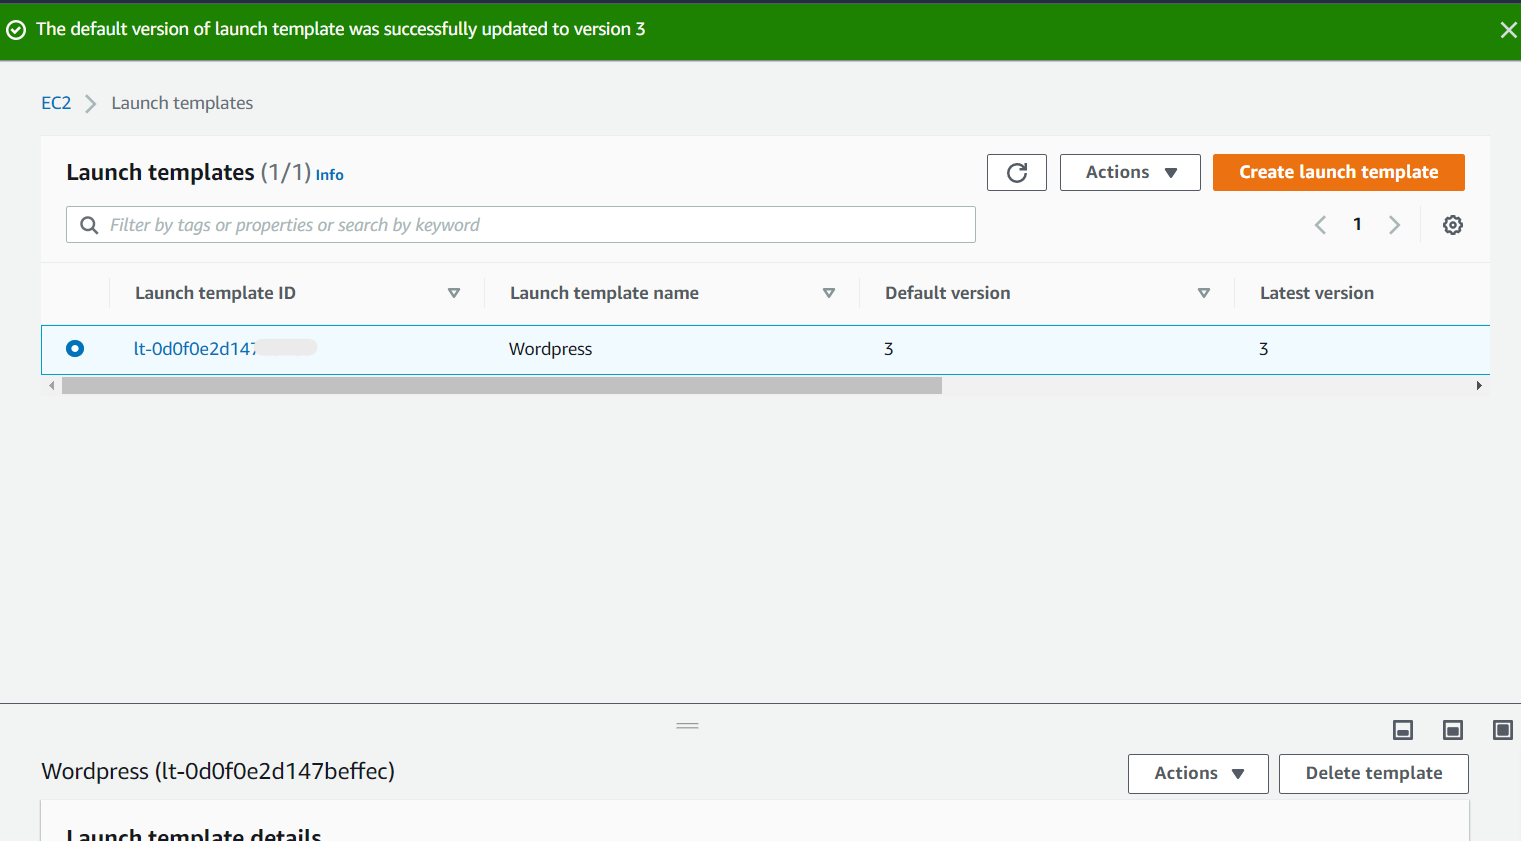 The default version of launch template was successfully updated to version 3
EC2 Launch templates
Launch templates (1/1) Info
Actions
Create launch template
Filter by tags or properties or search by keyword
1
Launch template ID Launch template name Default version Latest version
lt-0d0f0e2d147 Wordpress 3 3
Wordpress (lt-0d0f0e2d147beffec)
Actions
Delete template
Launch template details